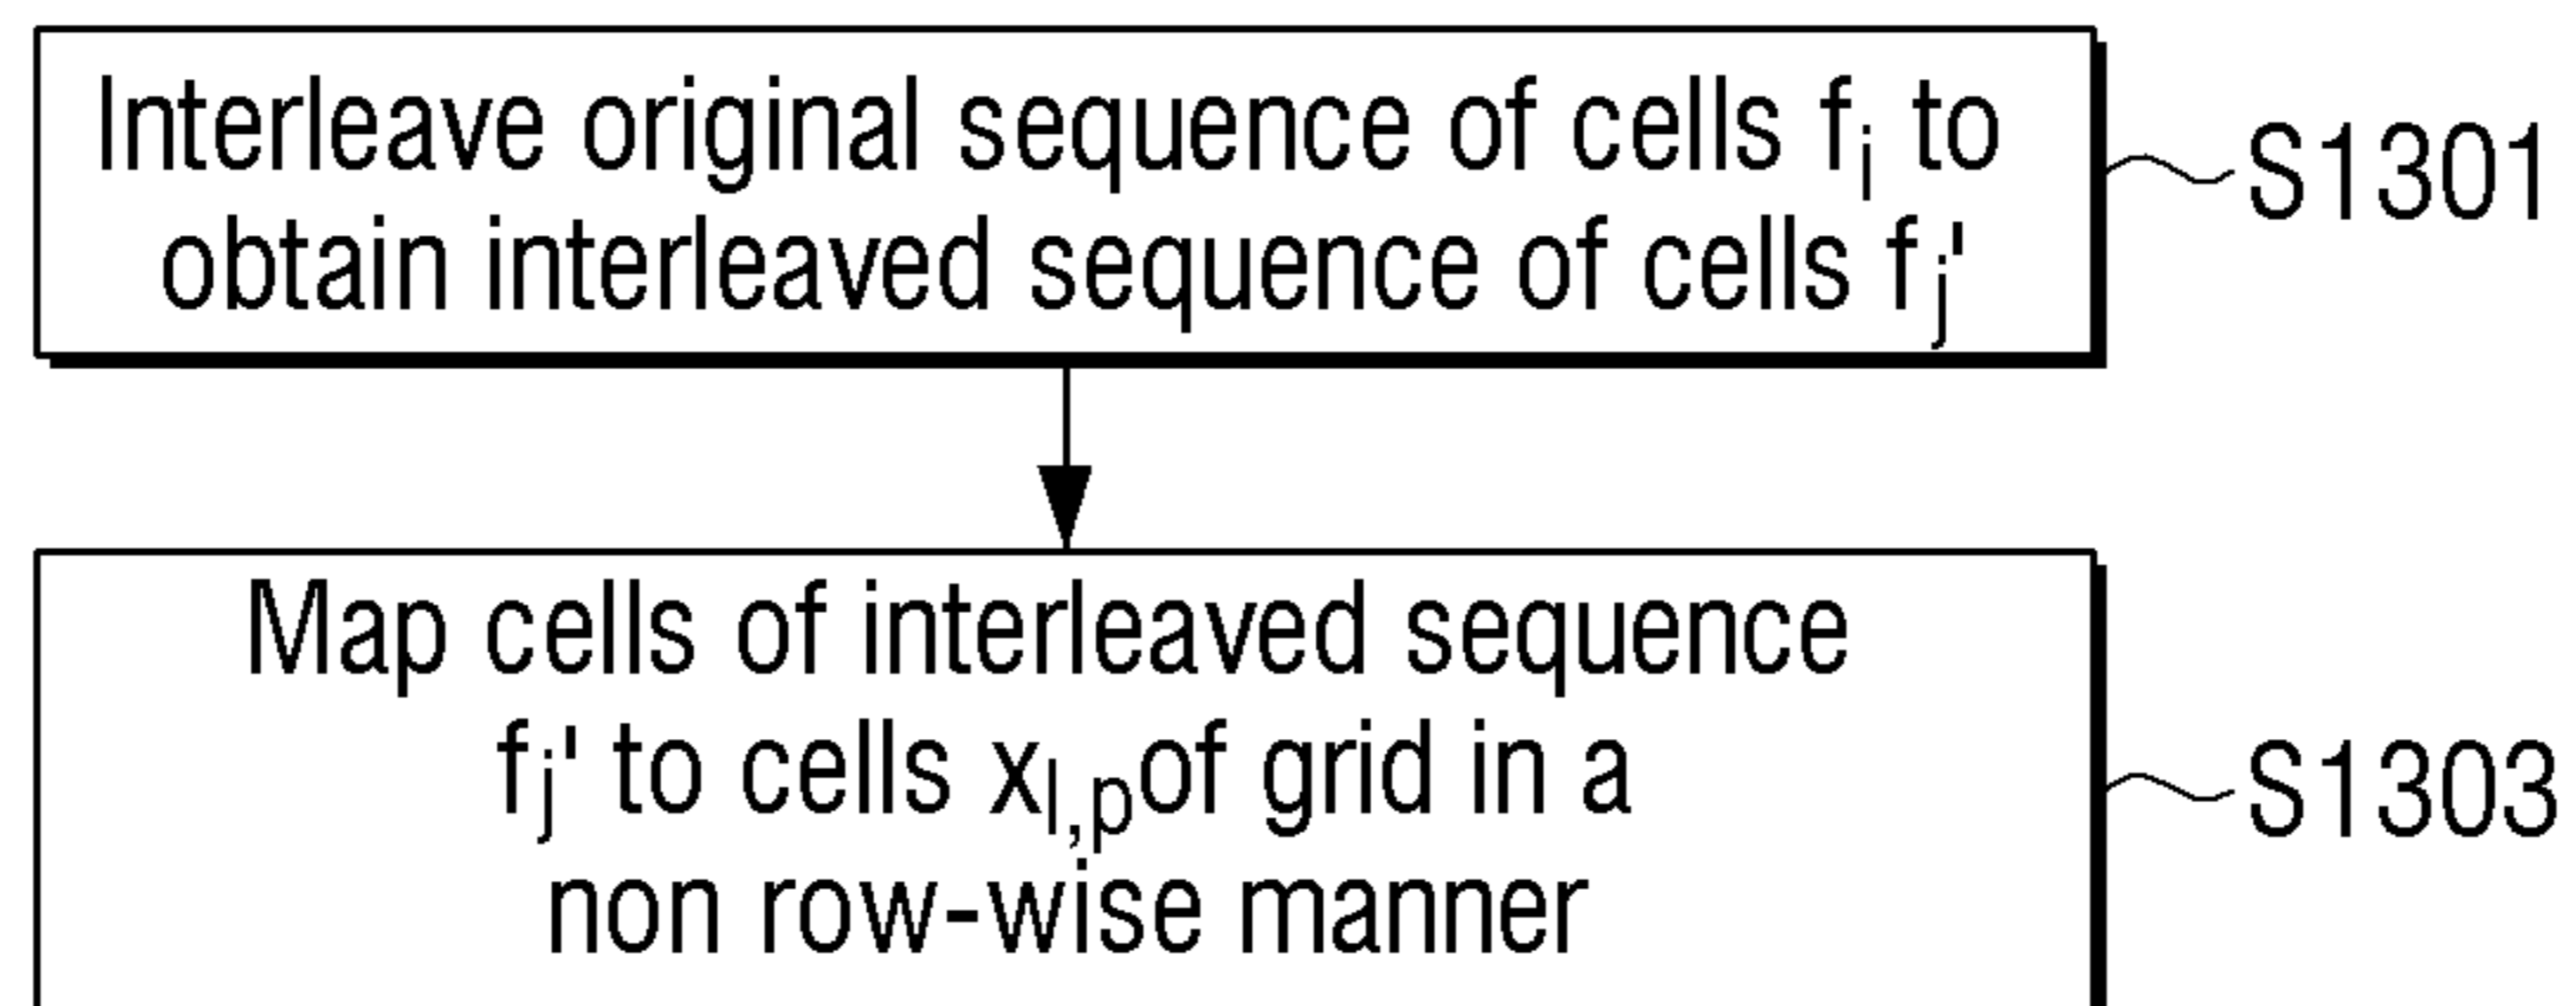 Interleave original sequence of cells fi to
obtain interleaved sequence of cells fj'
S1301
Map cells of interleaved sequence
fj' to cells xl,p of grid in a
non row-wise manner
S1303